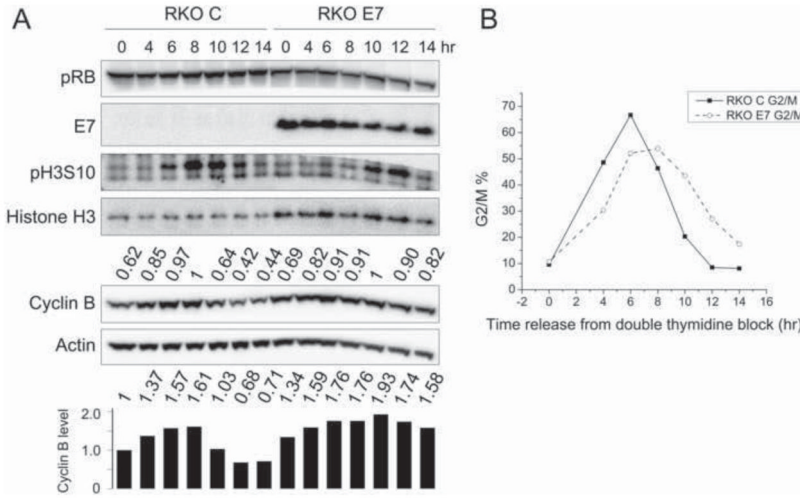 A
RKO C RKO E7
0 4 6 8 10 12 14 0 4 6 8 10 12 14 hr
pRB
E7
pH3S10
Histone H3
0.62 0.85 0.97 1 0.64 0.42 0.44 0.69 0.82 0.91 0.91 1 0.90 0.82
Cyclin B
Actin
1 1.37 1.57 1.61 1.03 0.68 0.71 1.34 1.59 1.76 1.76 1.93 1.74 1.58
Cyclin B level
2.0
1.0
0
B
RKO C G2/M
RKO E7 G2/M
G2/M %
70
60
50
40
30
20
10
0
-2 0 2 4 6 8 10 12 14 16
Time release from double thymidine block (hr)